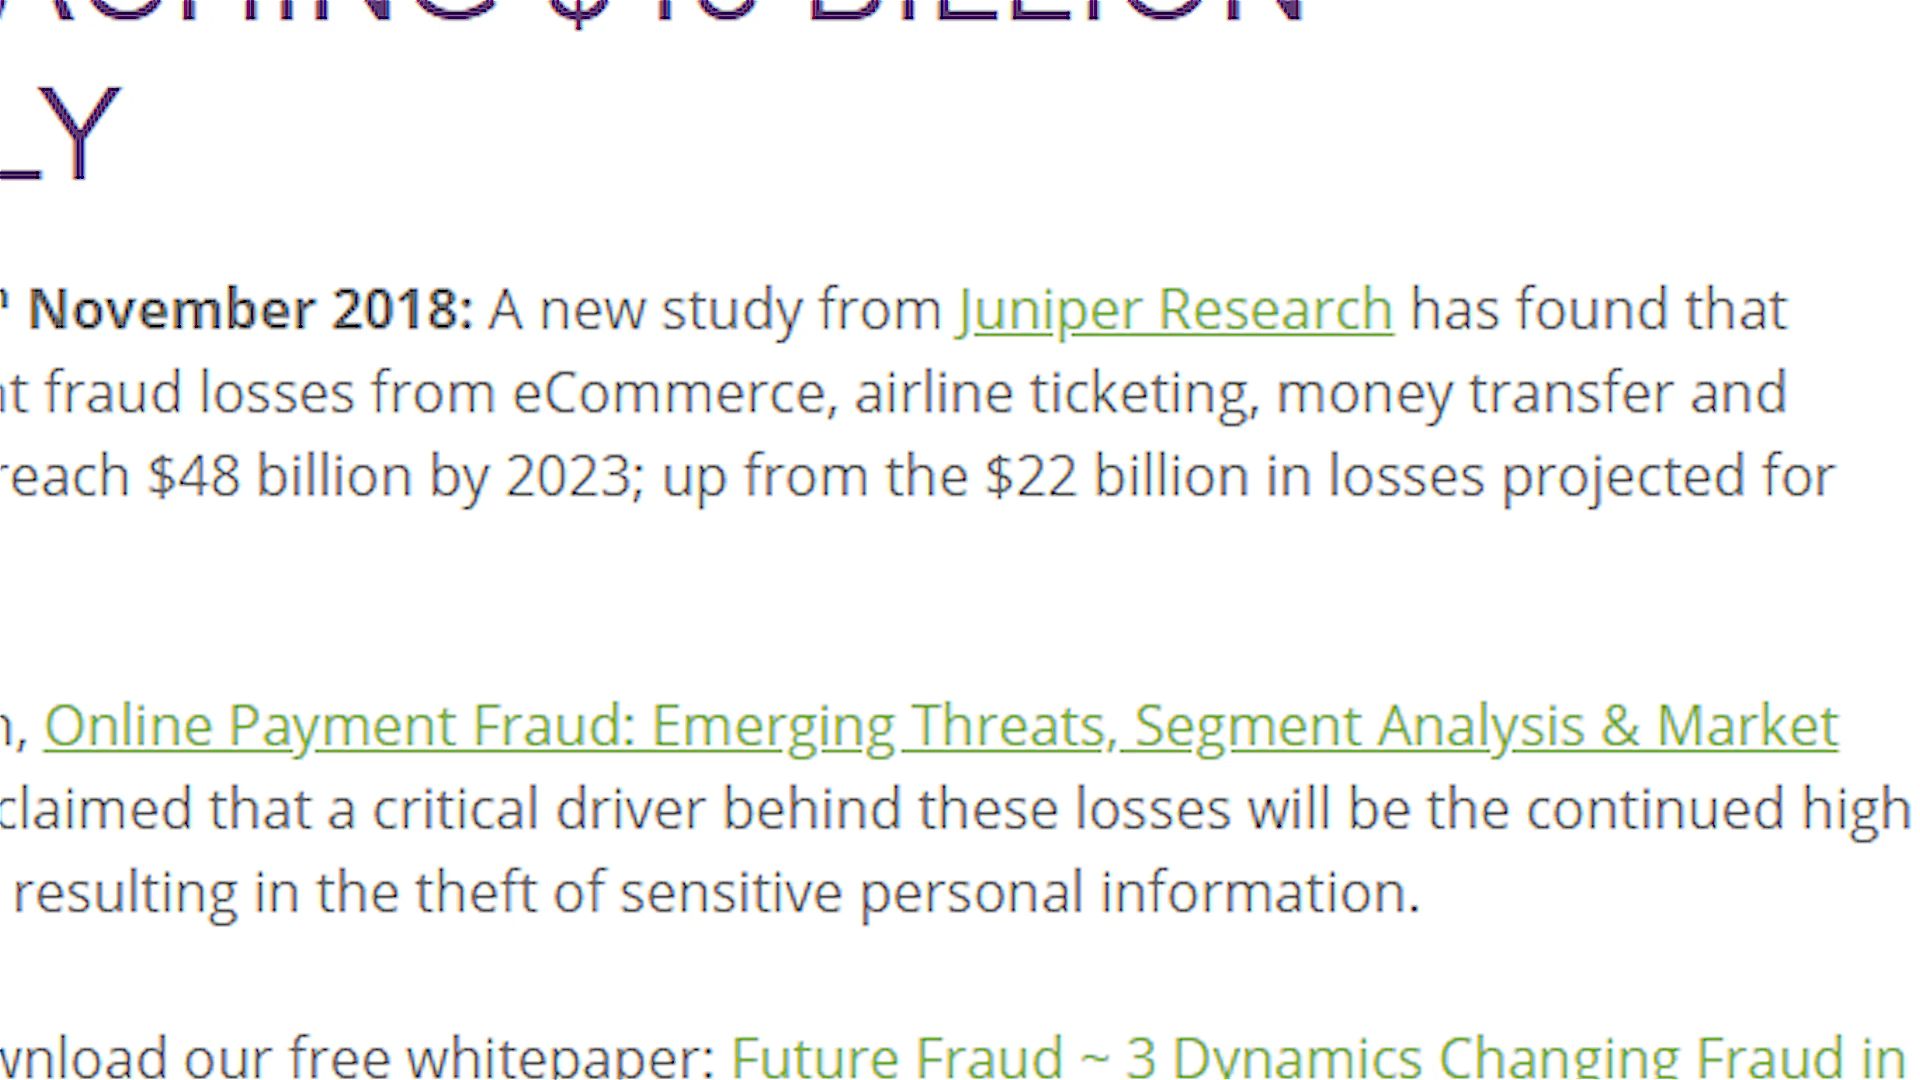 BILLION
LY
November 2018: A new study from Juniper Research has found that
fraud losses from eCommerce, airline ticketing, money transfer and
reach $48 billion by 2023; up from the $22 billion in losses projected for
Online Payment Fraud: Emerging Threats, Segment Analysis & Market
claimed that a critical driver behind these losses will be the continued high
resulting in the theft of sensitive personal information.
wnload our free whitepaper: Future Fraud ~ 3 Dynamics Changing Fraud in